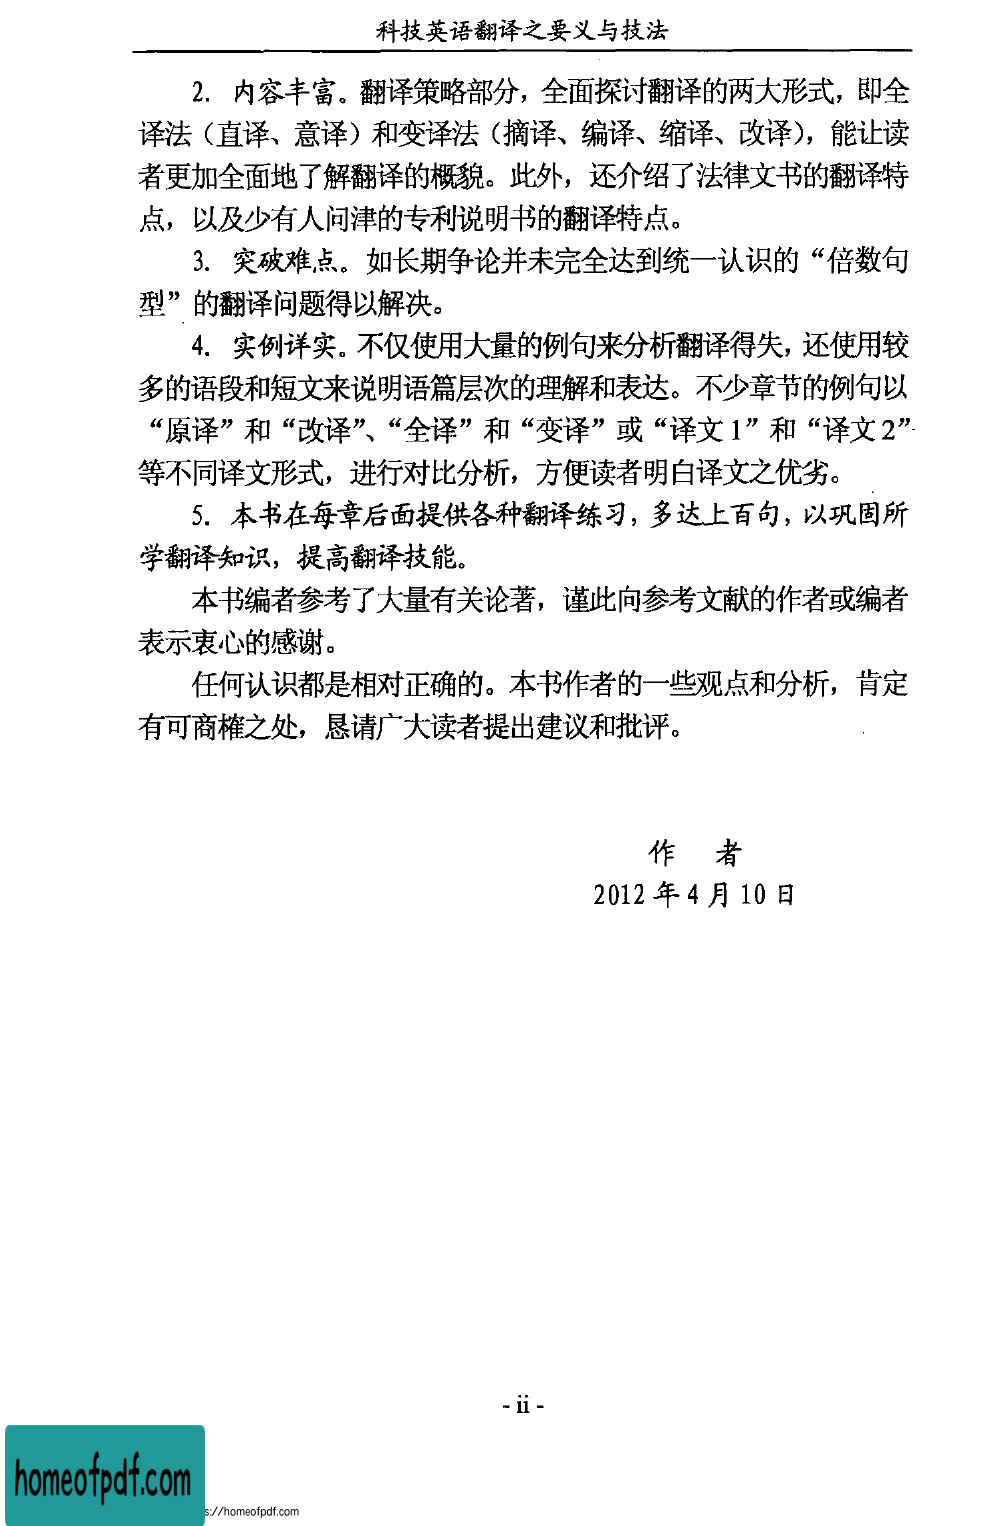 科技英语翻译之要义与技法
2. 内容丰富。翻译策略部分，全面探讨翻译的两大形式，即全
译法（直译、意译）和变译法（摘译、编译、缩译、改译），能让读
者更加全面地了解翻译的概貌。此外，还介绍了法律文书的翻译特
点，以及少有人问津的专利说明书的翻译特点。
3. 突破难点。如长期争论并未完全达到统一认识的“倍数句
型”的翻译问题得以解决。
4. 实例详实。不仅使用大量的例句来分析翻译得失，还使用较
多的语段和短文来说明语篇层次的理解和表达。不少章节的例句以
“原译”和“改译”、“全译”和“变译”或“译文1”和“译文2”
等不同译文形式，进行对比分析，方便读者明白译文之优劣。
5. 本书在每章后面提供各种翻译练习，多达上百句，以巩固所
学翻译知识，提高翻译技能。
本书编者参考了大量有关论著，谨此向参考文献的作者或编者
表示衷心的感谢。
任何认识都是相对正确的。本书作者的一些观点和分析，肯定
有可商榷之处，恳请广大读者提出建议和批评。
作 者
2012年4月10日
- ii -
homeofpdf.com
s://homeofpdf.com